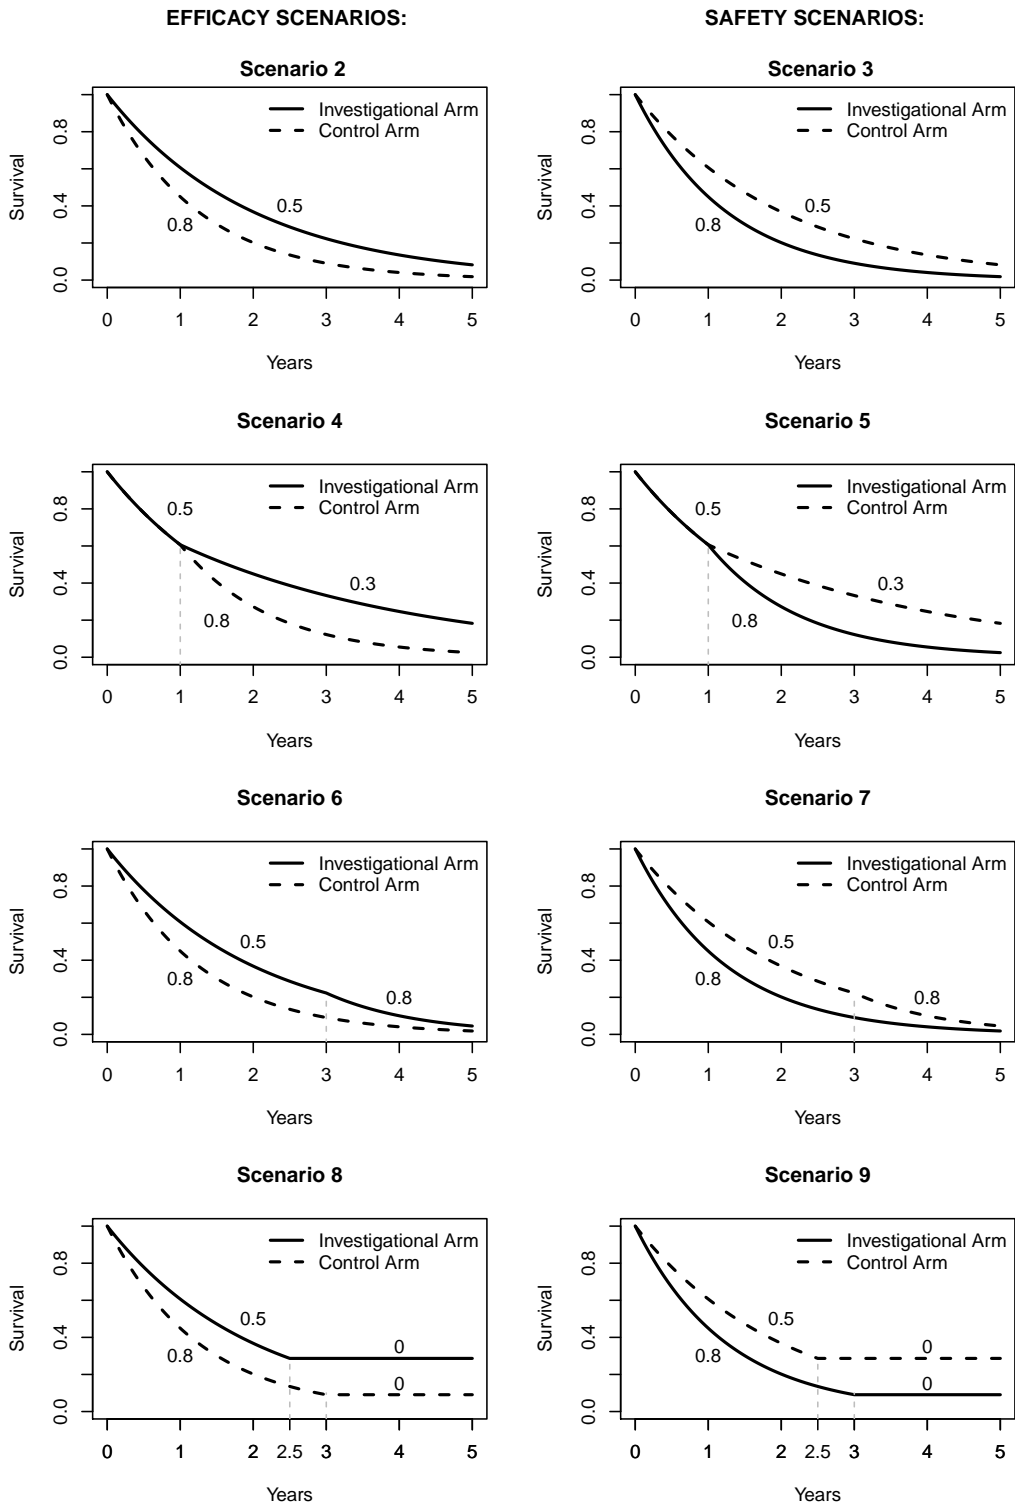 EFFICACY SCENARIOS:
SAFETY SCENARIOS:
Scenario 2
Investigational Arm
Control Arm
0.5
0.8
Survival
0.0
0.4
0.8
0 1 2 3 4 5
Years
Scenario 3
Investigational Arm
Control Arm
0.5
0.8
Survival
0.0
0.4
0.8
0 1 2 3 4 5
Years
Scenario 4
Investigational Arm
Control Arm
0.5
0.3
0.8
Survival
0.0
0.4
0.8
0 1 2 3 4 5
Years
Scenario 5
Investigational Arm
Control Arm
0.5
0.3
0.8
Survival
0.0
0.4
0.8
0 1 2 3 4 5
Years
Scenario 6
Investigational Arm
Control Arm
0.5
0.8
0.8
Survival
0.0
0.4
0.8
0 1 2 3 4 5
Years
Scenario 7
Investigational Arm
Control Arm
0.5
0.8
0.8
Survival
0.0
0.4
0.8
0 1 2 3 4 5
Years
Scenario 8
Investigational Arm
Control Arm
0.5
0
0.8
0
Survival
0.0
0.4
0.8
0 1 2 2.5 3 4 5
Years
Scenario 9
Investigational Arm
Control Arm
0.5
0
0.8
0
Survival
0.0
0.4
0.8
0 1 2 2.5 3 4 5
Years